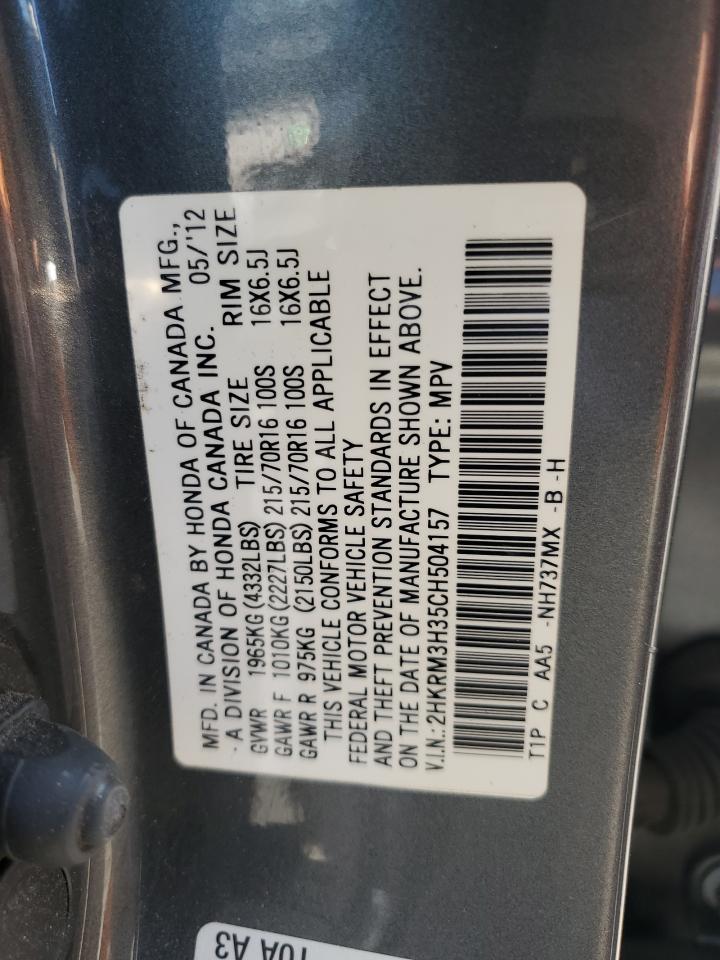 MFD. IN CANADA BY HONDA OF CANADA MFG.,
- A DIVISION OF HONDA CANADA INC. 05/'12
GVWR 1965KG(4332LBS) TIRE SIZE RIM SIZE
GAWR F 1010KG(2227LBS) 215/70R16 100S 16X6.5J
GAWR R 975KG (2150LBS) 215/70R16 100S 16X6.5J
THIS VEHICLE CONFORMS TO ALL APPLICABLE
FEDERAL MOTOR VEHICLE SAFETY
AND THEFT PREVENTION STANDARDS IN EFFECT
ON THE DATE OF MANUFACTURE SHOWN ABOVE.
V.I.N.:2HKRM3H35CH504157 TYPE: MPV
T1P C AA5 -NH737MX -B -H
A3